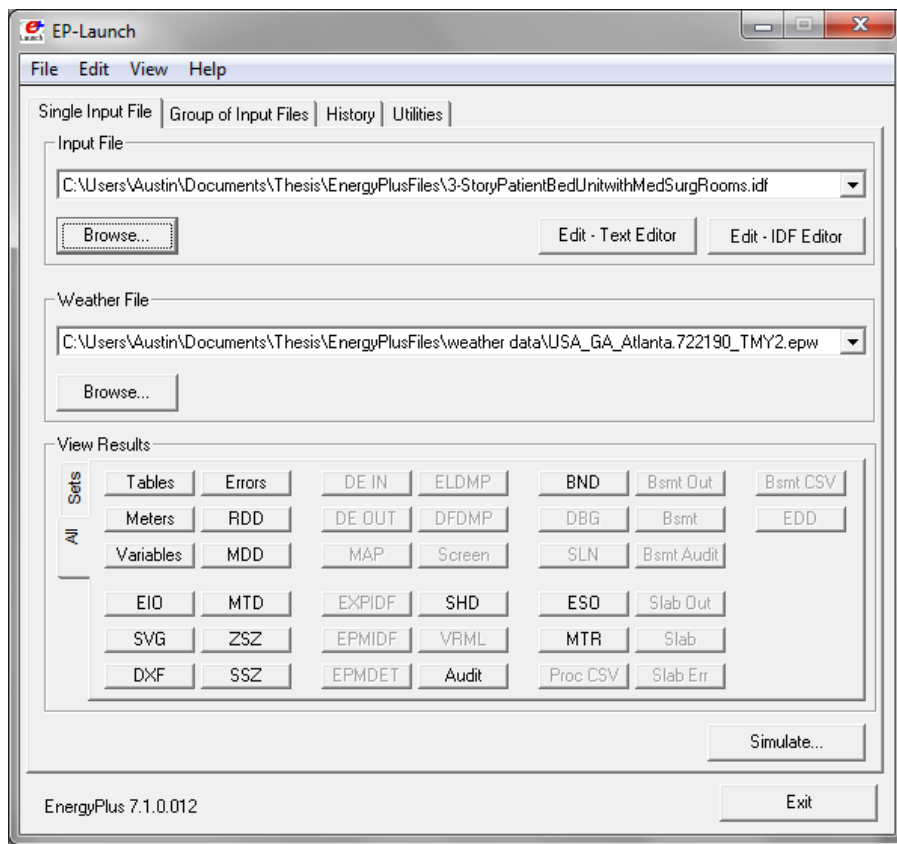 EP-Launch
File Edit View Help
Single Input File Group of Input Files History Utilities
Input File
C:\Users\Austin\Documents\Thesis\EnergyPlusFiles\3-StoryPatientBedUnitwithMedSurgRooms.idf
Browse... Edit - Text Editor Edit - IDF Editor
Weather File
C:\Users\Austin\Documents\Thesis\EnergyPlusFiles\weather data\USA_GA_Atlanta.722190_TMY2.epw
Browse...
View Results
Sets
All
Tables Errors DE IN ELDMP BND Bsmt Out Bsmt CSV
Meters RDD DE OUT DFDMP DBG Bsmt EDD
Variables MDD MAP Screen SLN Bsmt Audit
EIO MTD EXPIDF SHD ESO Slab Out
SVG ZSZ EPMIDF VRML MTR Slab
DXF SSZ EPMDET Audit Proc CSV Slab Err
Simulate...
EnergyPlus 7.1.0.012 Exit